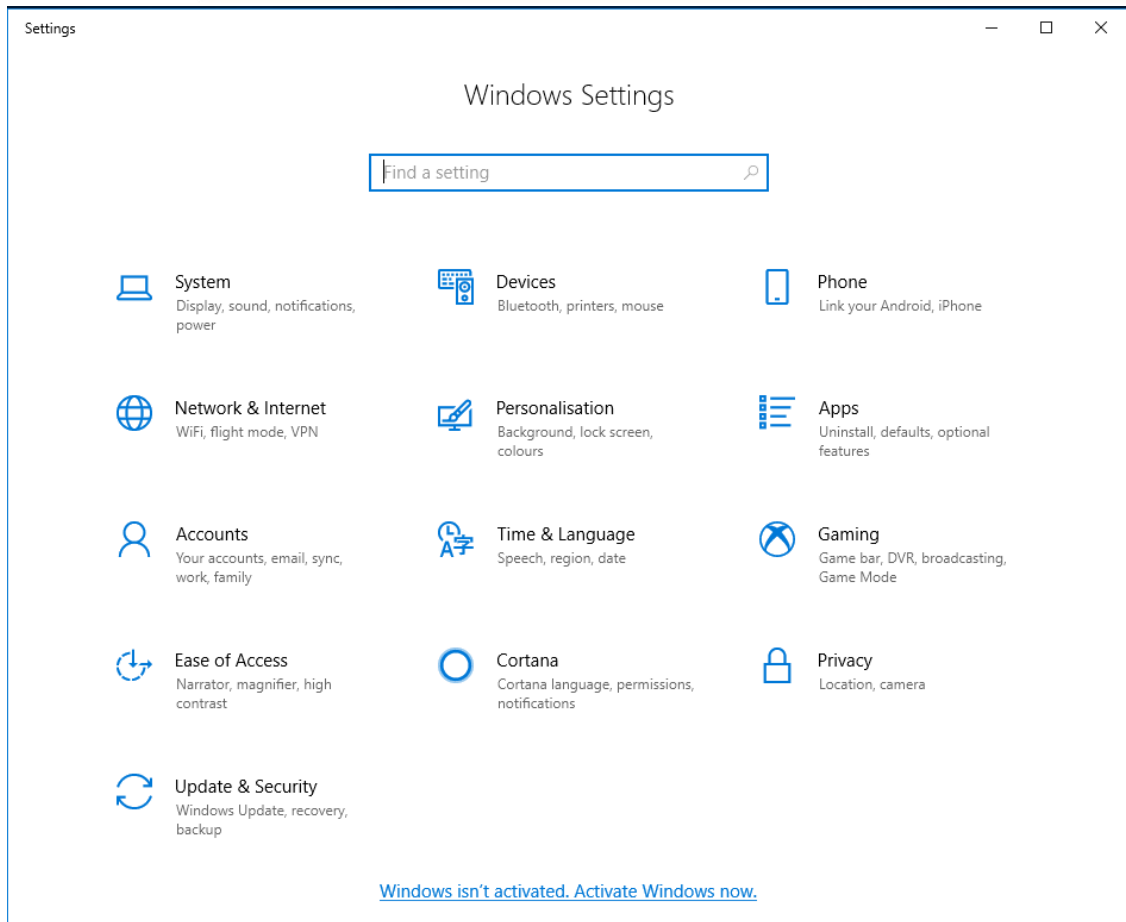 Settings
Windows Settings
Find a setting
System
Display, sound, notifications,
power
Devices
Bluetooth, printers, mouse
Phone
Link your Android, iPhone
Network & Internet
WiFi, flight mode, VPN
Personalisation
Background, lock screen,
colours
Apps
Uninstall, defaults, optional
features
Accounts
Your accounts, email, sync,
work, family
Time & Language
Speech, region, date
Gaming
Game bar, DVR, broadcasting,
Game Mode
Ease of Access
Narrator, magnifier, high
contrast
Cortana
Cortana language, permissions,
notifications
Privacy
Location, camera
Update & Security
Windows Update, recovery,
backup
Windows isn't activated. Activate Windows now.